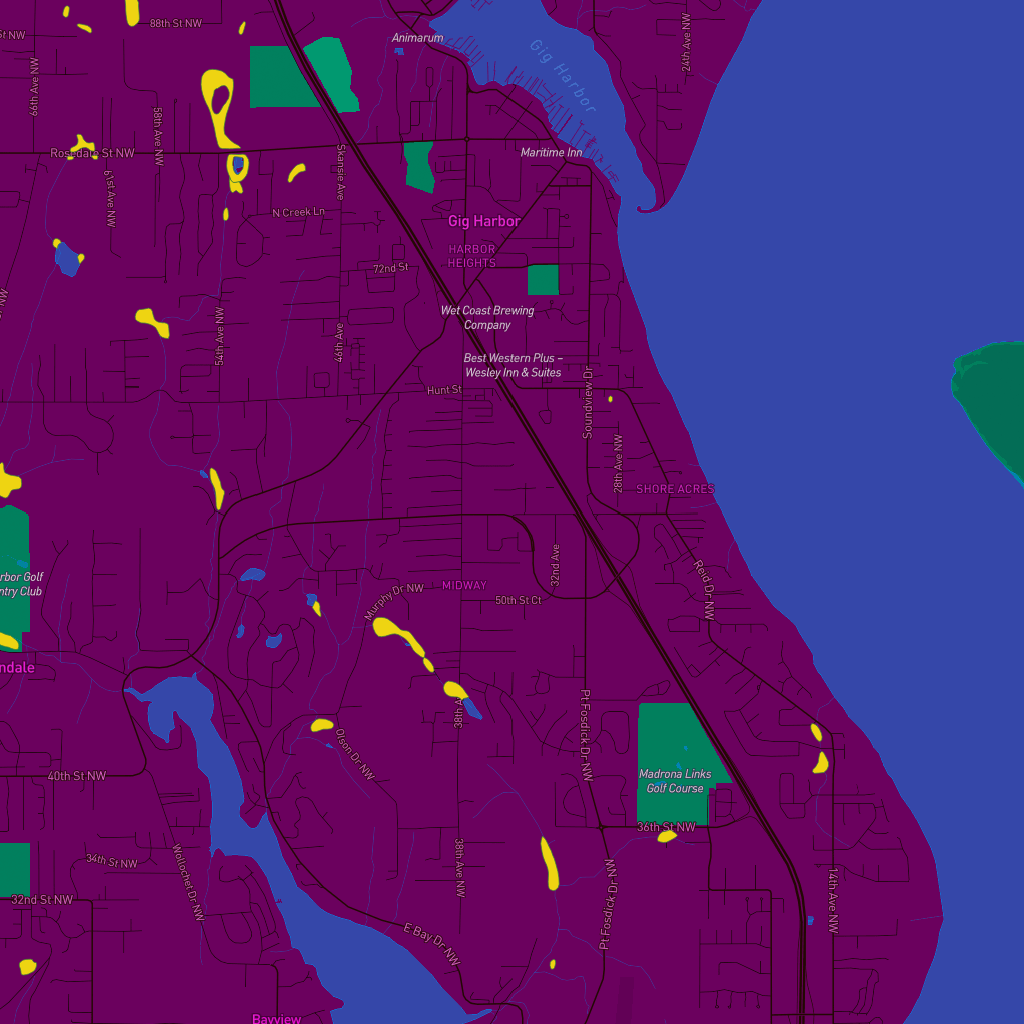 88th St NW
St NW
Animarum
24th Ave NW
Gig Harbor
66th Ave NW
58th Ave NW
Rosedale St NW
Skansie Ave
Maritime Inn
61st Ave NW
N Creek Ln
Gig Harbor
HARBOR
HEIGHTS
72nd St
NW
Wet Coast Brewing
Company
54th Ave NW
46th Ave
Best Western Plus –
Wesley Inn & Suites
Hunt St
Soundview Dr
28th Ave NW
SHORE ACRES
32nd Ave
rbor Golf
ntry Club
MIDWAY
Murphy Dr NW
50th St Ct
Reid Dr NW
ndale
38th A
Pt Fosdick Dr NW
Olson Dr NW
40th St NW
Madrona Links
Golf Course
36th St NW
34th St NW
Wollochet Dr NW
38th Ave NW
32nd St NW
Pt Fosdick Dr NW
14th Ave NW
E Bay Dr NW
Bayview